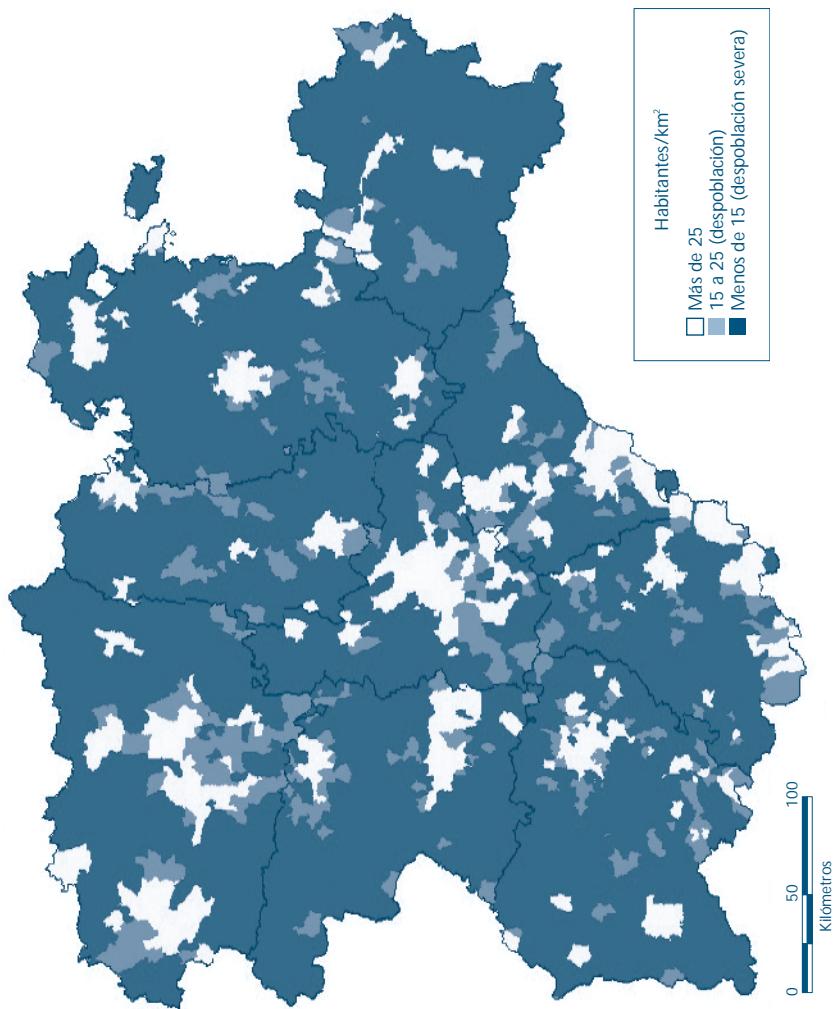 Habitantes/km²
Más de 25
15 a 25 (despoblación)
Menos de 15 (despoblación severa)
0 50 100
Kilómetros